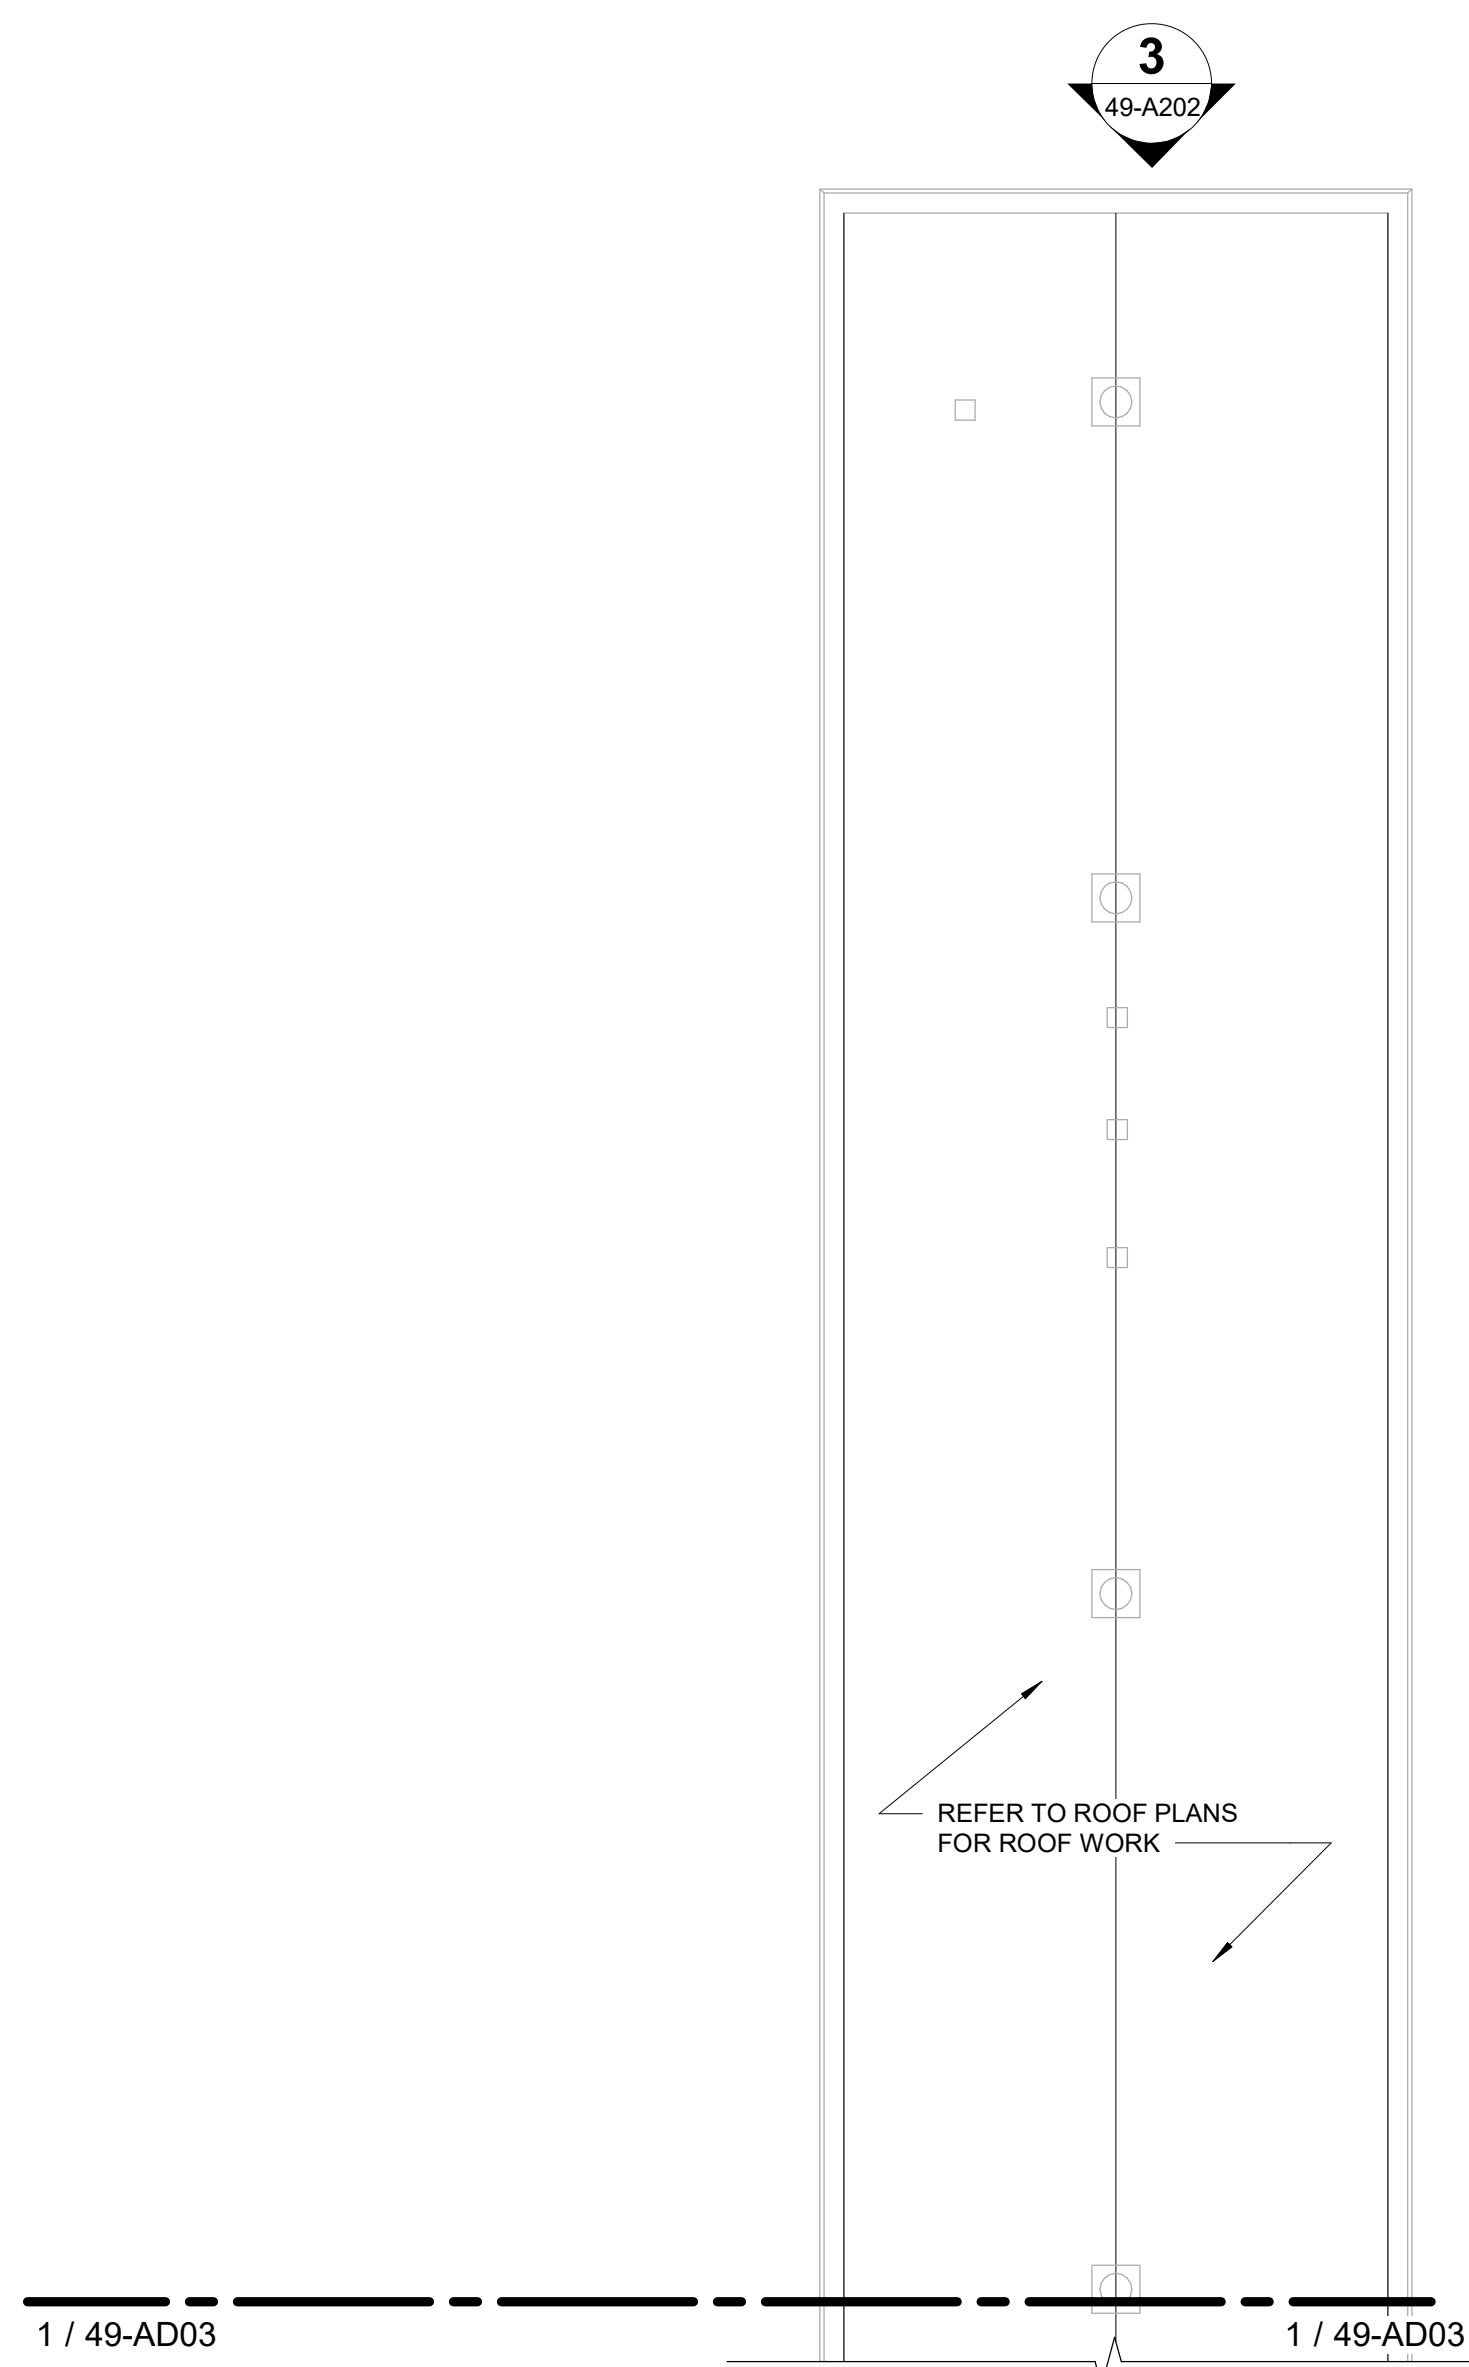 3
49-A202
REFER TO ROOF PLANS
FOR ROOF WORK
1 / 49-AD03
1 / 49-AD03